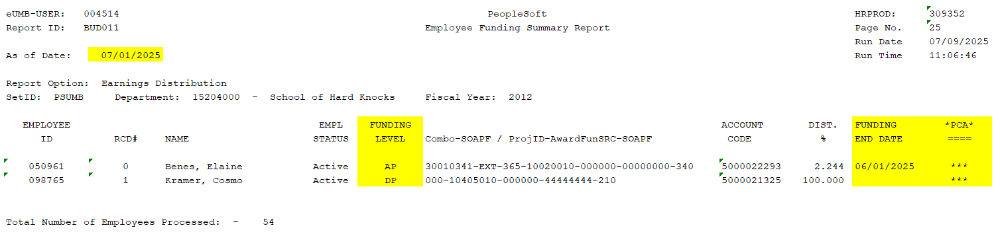 eUMB-USER: 004514 PeopleSoft HRPROD: 309352
Report ID: BUD011 Employee Funding Summary Report Page No. 25
Run Date 07/09/2025
As of Date: 07/01/2025 Run Time 11:06:46
Report Option: Earnings Distribution
SetID: PSUMB Department: 15204000 - School of Hard Knocks Fiscal Year: 2012
EMPLOYEE EMPL FUNDING ACCOUNT DIST. FUNDING *PCA*
ID RCD# NAME STATUS LEVEL Combo-SOAPF / ProjID-AwardFunSRC-SOAPF CODE % END DATE ====
050961 0 Benes, Elaine Active AP 30010341-EXT-365-10020010-000000-00000000-340 5000022293 2.244 06/01/2025 ***
098765 1 Kramer, Cosmo Active DP 000-10405010-000000-44444444-210 5000021325 100.000 ***
Total Number of Employees Processed: - 54